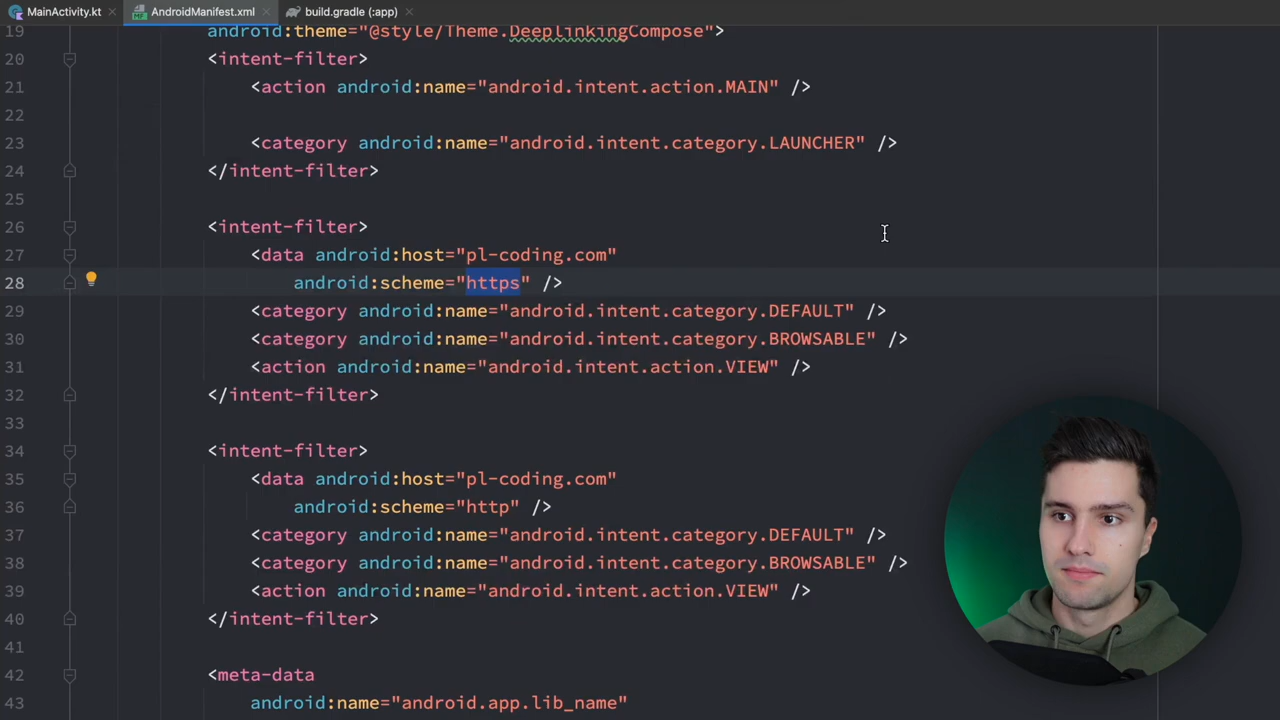 MainActivity.kt AndroidManifest.xml build.gradle (:app)
19 android:theme="@style/Theme.DeeplinkingCompose">
20 <intent-filter>
21 <action android:name="android.intent.action.MAIN" />
22
23 <category android:name="android.intent.category.LAUNCHER" />
24 </intent-filter>
25
26 <intent-filter>
27 <data android:host="pl-coding.com"
28 android:scheme="https" />
29 <category android:name="android.intent.category.DEFAULT" />
30 <category android:name="android.intent.category.BROWSABLE" />
31 <action android:name="android.intent.action.VIEW" />
32 </intent-filter>
33
34 <intent-filter>
35 <data android:host="pl-coding.com"
36 android:scheme="http" />
37 <category android:name="android.intent.category.DEFAULT" />
38 <category android:name="android.intent.category.BROWSABLE" />
39 <action android:name="android.intent.action.VIEW" />
40 </intent-filter>
41
42 <meta-data
43 android:name="android.app.lib_name"